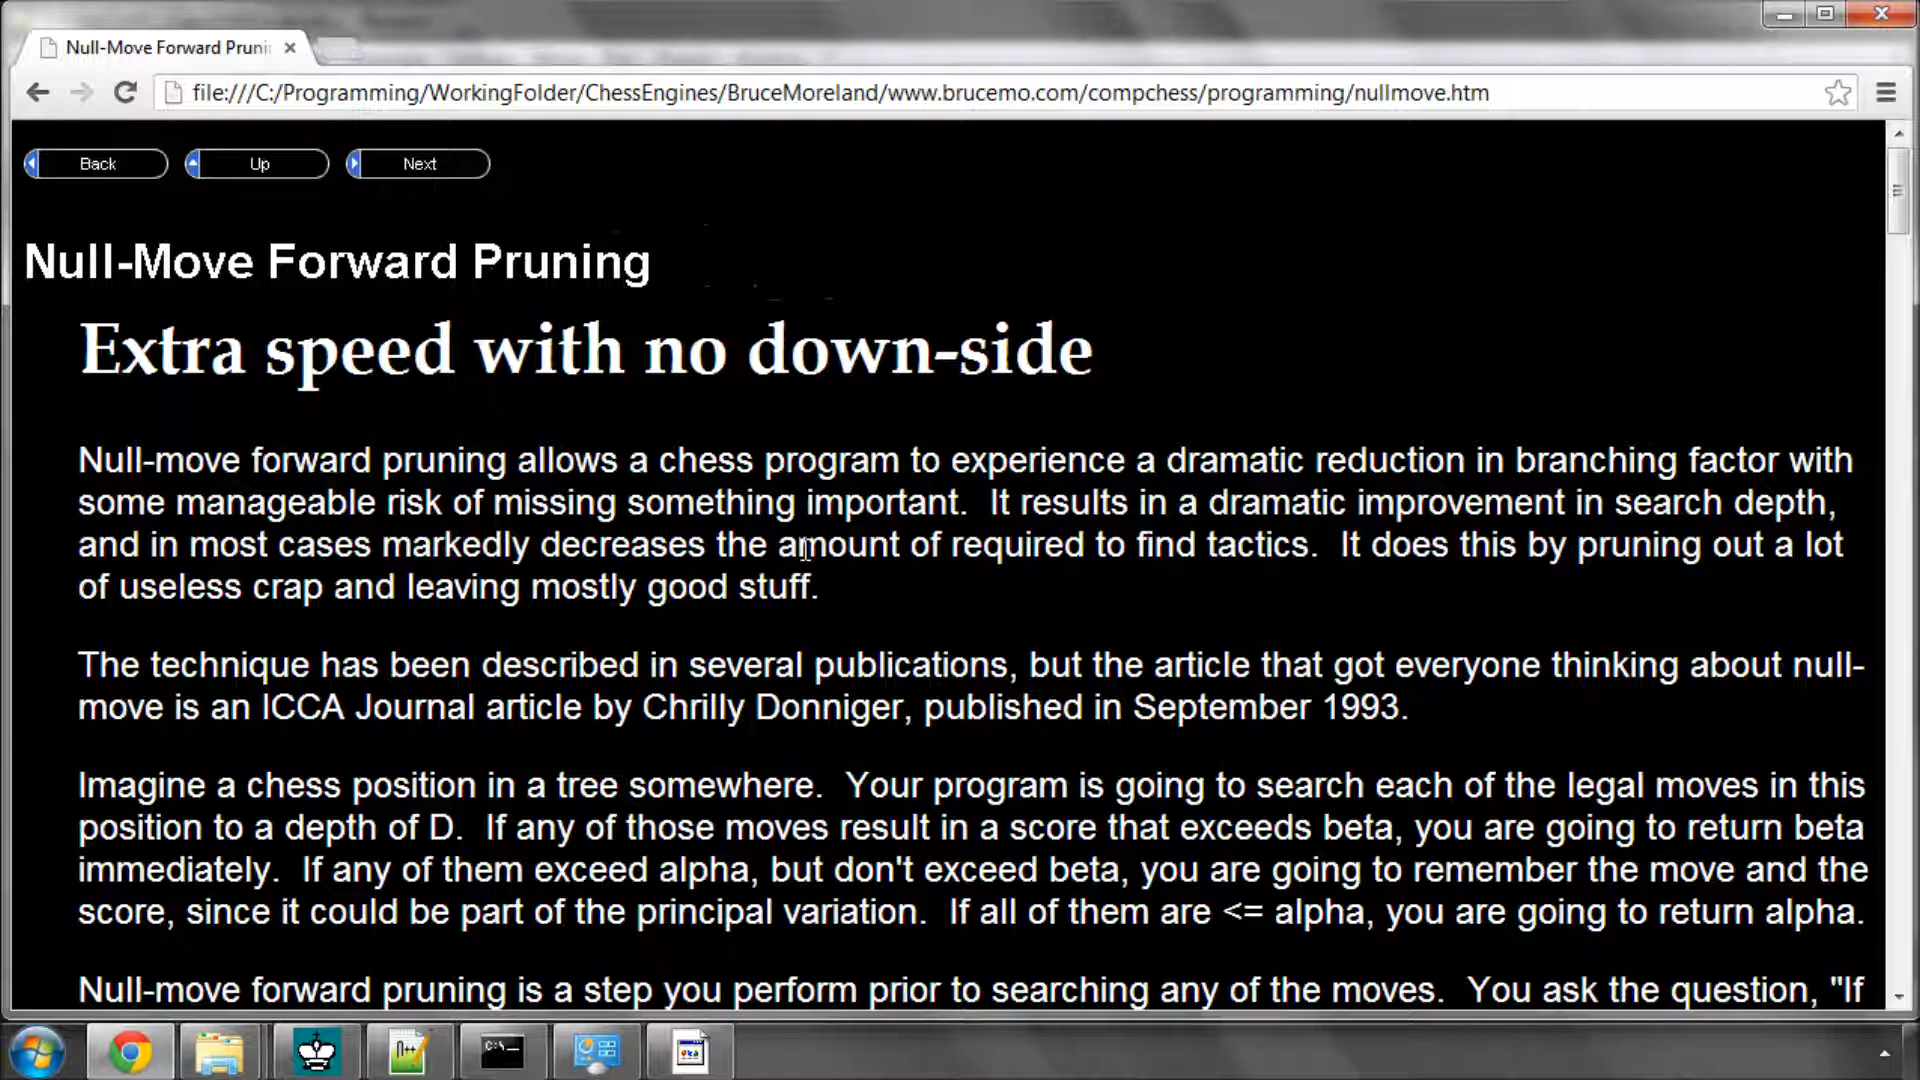 Null-Move Forward Pruni
file:///C:/Programming/WorkingFolder/ChessEngines/BruceMoreland/www.brucemo.com/compchess/programming/nullmove.htm
Back Up Next
Null-Move Forward Pruning
Extra speed with no down-side
Null-move forward pruning allows a chess program to experience a dramatic reduction in branching factor with
some manageable risk of missing something important.  It results in a dramatic improvement in search depth,
and in most cases markedly decreases the amount of required to find tactics.  It does this by pruning out a lot
of useless crap and leaving mostly good stuff.
The technique has been described in several publications, but the article that got everyone thinking about null-
move is an ICCA Journal article by Chrilly Donniger, published in September 1993.
Imagine a chess position in a tree somewhere.  Your program is going to search each of the legal moves in this
position to a depth of D.  If any of those moves result in a score that exceeds beta, you are going to return beta
immediately.  If any of them exceed alpha, but don't exceed beta, you are going to remember the move and the
score, since it could be part of the principal variation.  If all of them are <= alpha, you are going to return alpha.
Null-move forward pruning is a step you perform prior to searching any of the moves.  You ask the question, "If
C:\